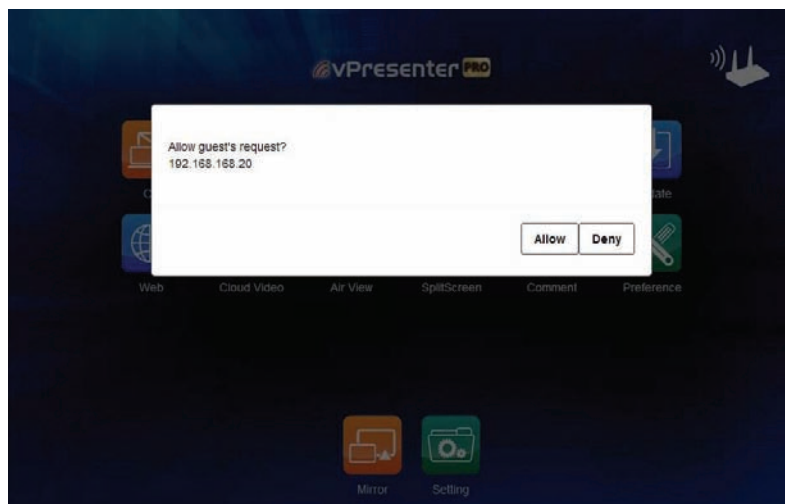 vPresenter PRO
Allow guest's request?
192.168.168.20
Allow Deny
Web Cloud Video Air View SplitScreen Comment Preference
Mirror Setting